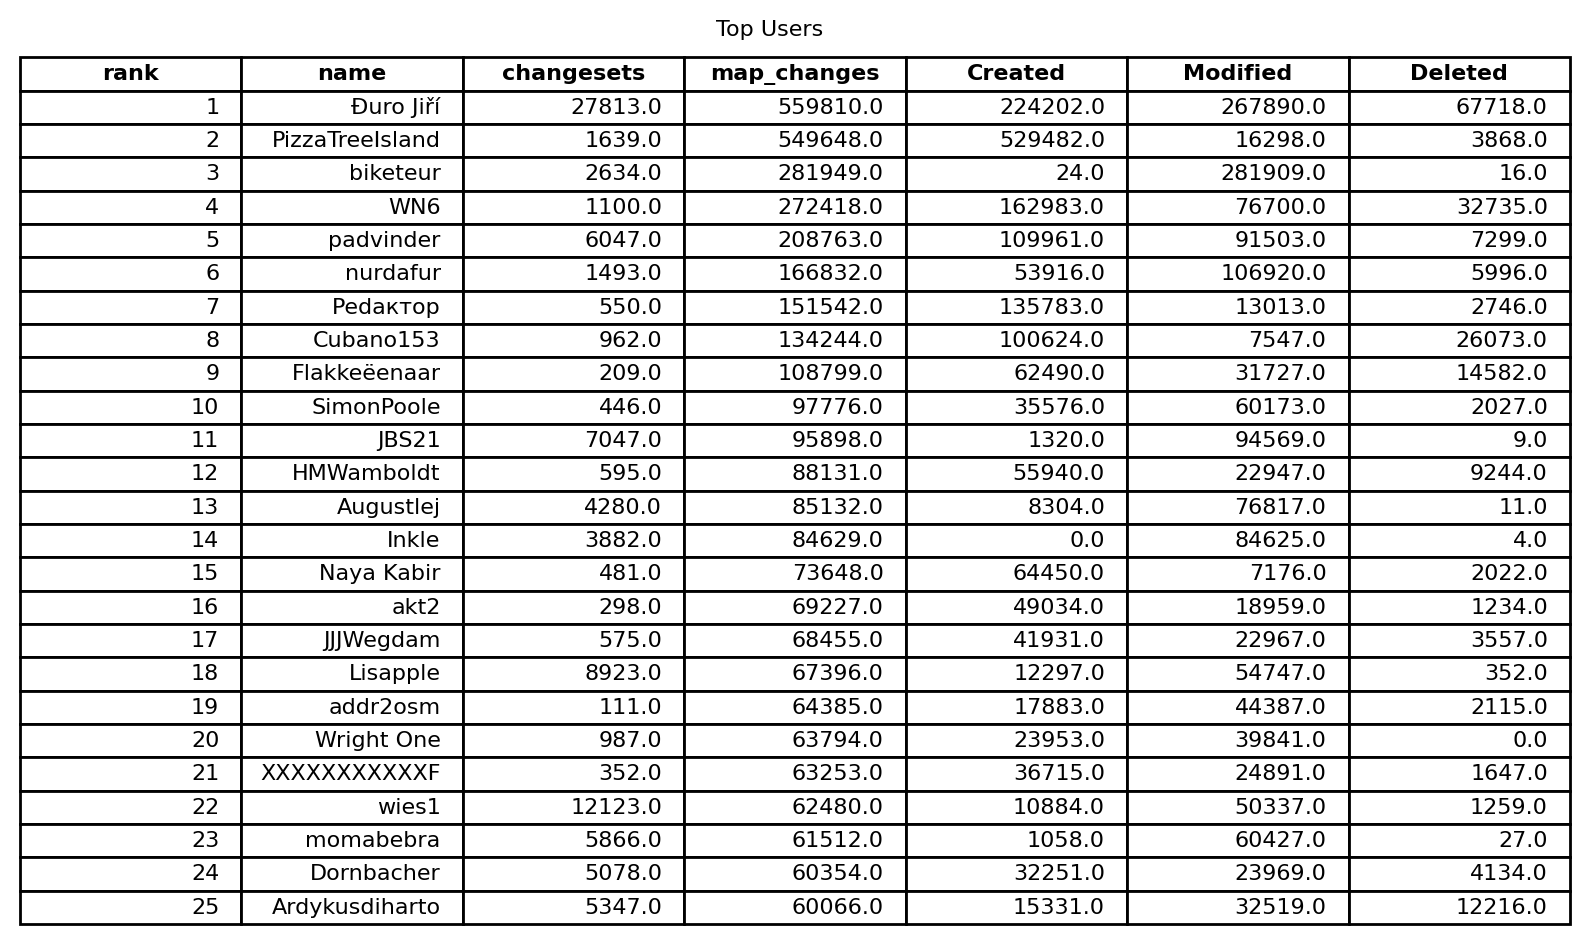 Top Users
rank name changesets map_changes Created Modified Deleted
1 Đuro Jiří 27813.0 559810.0 224202.0 267890.0 67718.0
2 PizzaTreeIsland 1639.0 549648.0 529482.0 16298.0 3868.0
3 biketeur 2634.0 281949.0 24.0 281909.0 16.0
4 WN6 1100.0 272418.0 162983.0 76700.0 32735.0
5 padvinder 6047.0 208763.0 109961.0 91503.0 7299.0
6 nurdafur 1493.0 166832.0 53916.0 106920.0 5996.0
7 Pedaктop 550.0 151542.0 135783.0 13013.0 2746.0
8 Cubano153 962.0 134244.0 100624.0 7547.0 26073.0
9 Flakkeëenaar 209.0 108799.0 62490.0 31727.0 14582.0
10 SimonPoole 446.0 97776.0 35576.0 60173.0 2027.0
11 JBS21 7047.0 95898.0 1320.0 94569.0 9.0
12 HMWamboldt 595.0 88131.0 55940.0 22947.0 9244.0
13 Augustlej 4280.0 85132.0 8304.0 76817.0 11.0
14 Inkle 3882.0 84629.0 0.0 84625.0 4.0
15 Naya Kabir 481.0 73648.0 64450.0 7176.0 2022.0
16 akt2 298.0 69227.0 49034.0 18959.0 1234.0
17 JJJWegdam 575.0 68455.0 41931.0 22967.0 3557.0
18 Lisapple 8923.0 67396.0 12297.0 54747.0 352.0
19 addr2osm 111.0 64385.0 17883.0 44387.0 2115.0
20 Wright One 987.0 63794.0 23953.0 39841.0 0.0
21 XXXXXXXXXXXF 352.0 63253.0 36715.0 24891.0 1647.0
22 wies1 12123.0 62480.0 10884.0 50337.0 1259.0
23 momabebra 5866.0 61512.0 1058.0 60427.0 27.0
24 Dornbacher 5078.0 60354.0 32251.0 23969.0 4134.0
25 Ardykusdiharto 5347.0 60066.0 15331.0 32519.0 12216.0